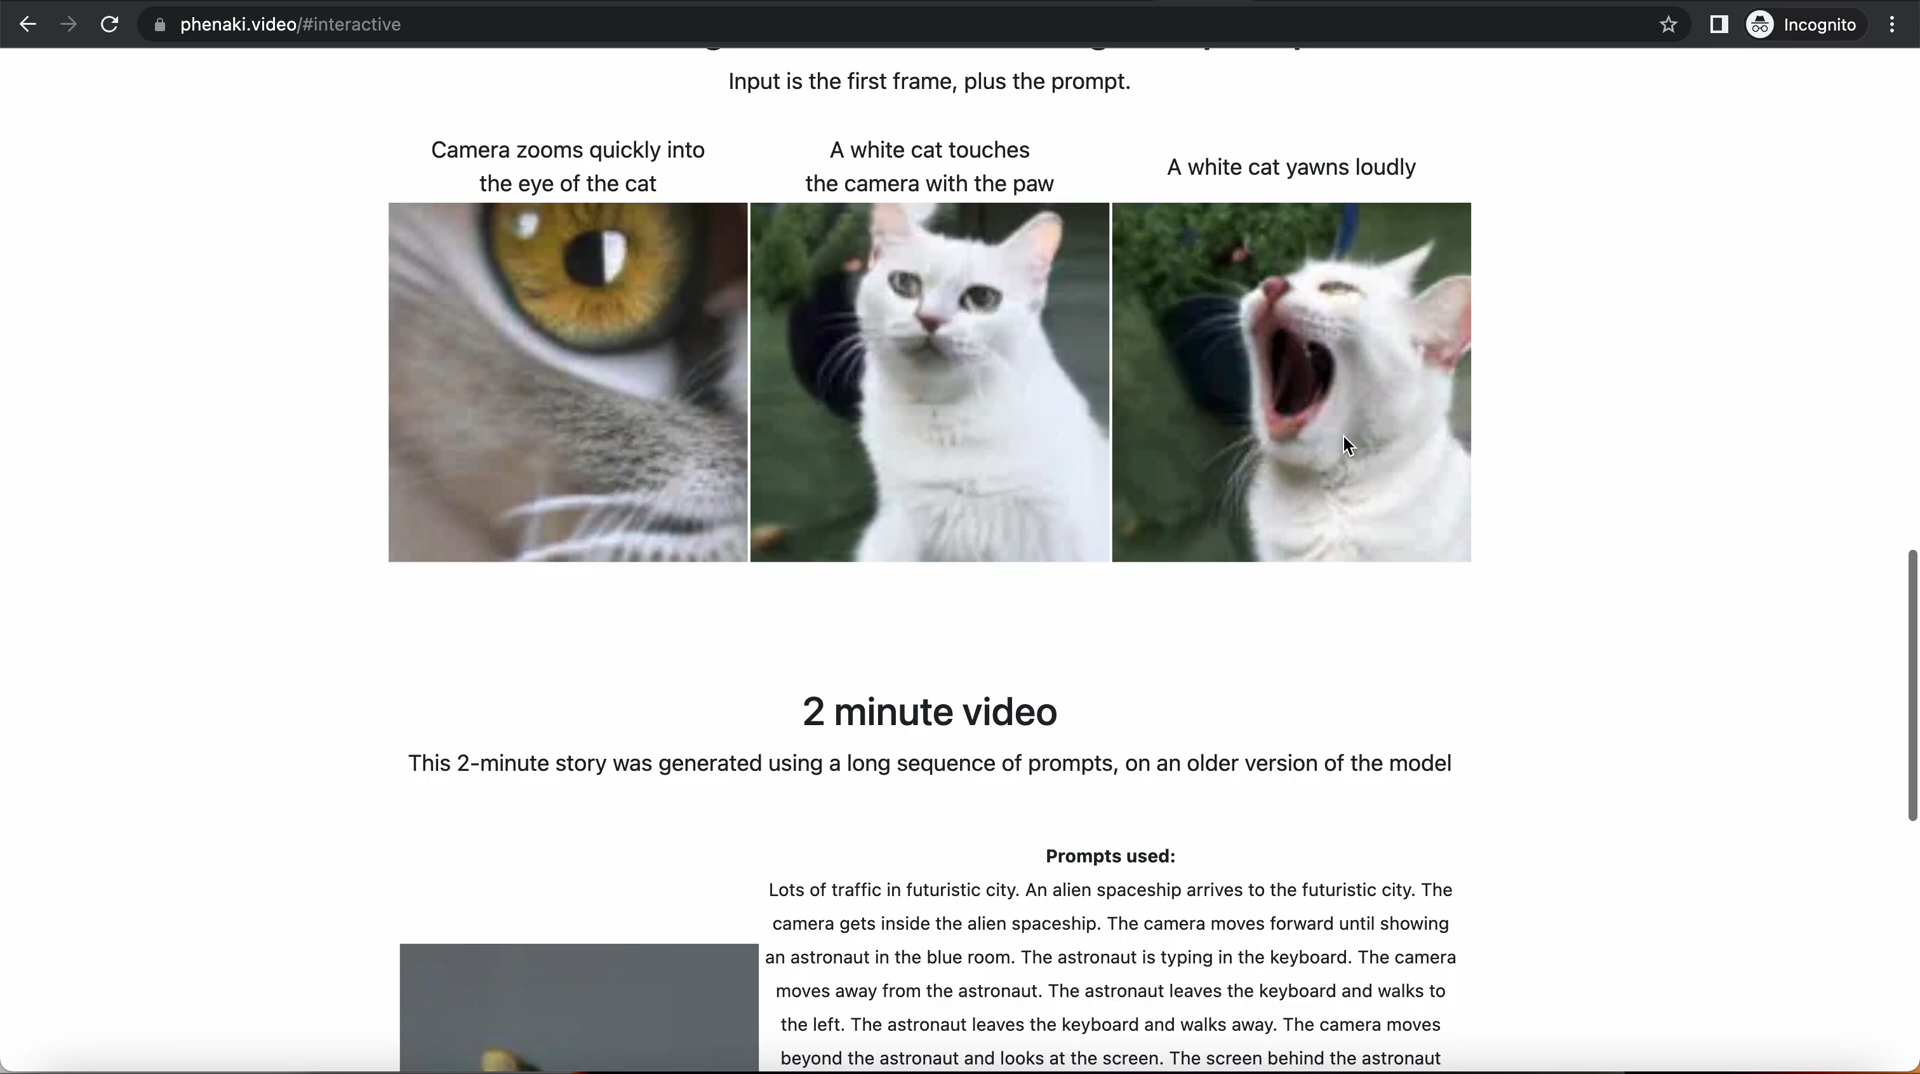 phenaki.video/#interactive
Incognito
Input is the first frame, plus the prompt.
Camera zooms quickly into
the eye of the cat
A white cat touches
the camera with the paw
A white cat yawns loudly
2 minute video
This 2-minute story was generated using a long sequence of prompts, on an older version of the model
Prompts used:
Lots of traffic in futuristic city. An alien spaceship arrives to the futuristic city. The
camera gets inside the alien spaceship. The camera moves forward until showing
an astronaut in the blue room. The astronaut is typing in the keyboard. The camera
moves away from the astronaut. The astronaut leaves the keyboard and walks to
the left. The astronaut leaves the keyboard and walks away. The camera moves
beyond the astronaut and looks at the screen. The screen behind the astronaut